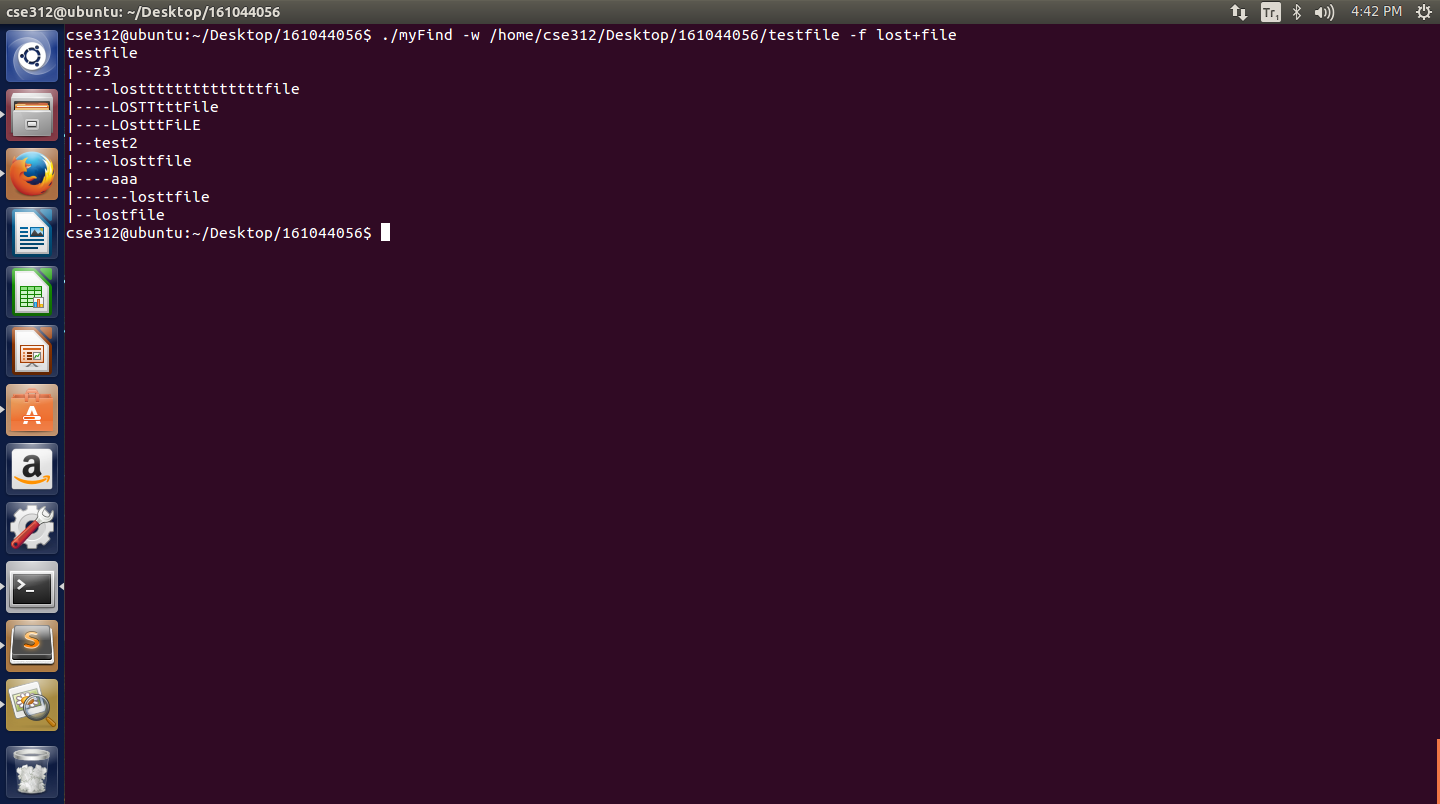 cse312@ubuntu: ~/Desktop/161044056
Tr1 4:42 PM
cse312@ubuntu:~/Desktop/161044056$ ./myFind -w /home/cse312/Desktop/161044056/testfile -f lost+file
testfile
|--z3
|----losttttttttttttttfile
|----LOSTTtttFile
|----LOstttFiLE
|--test2
|----losttfile
|----aaa
|------losttfile
|--lostfile
cse312@ubuntu:~/Desktop/161044056$